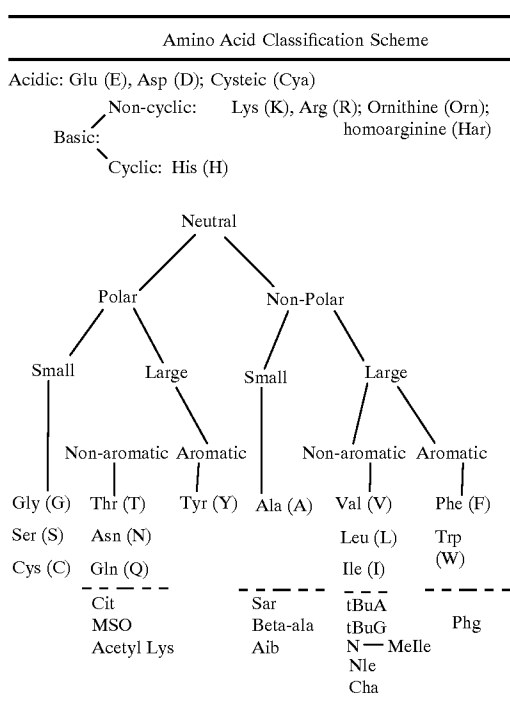 Amino Acid Classification Scheme
Acidic: Glu (E), Asp (D); Cysteic (Cya)
Non-cyclic: Lys (K), Arg (R); Ornithine (Orn);
homoarginine (Har)
Basic:
Cyclic: His (H)
Neutral
Polar Non-Polar
Small Large Small Large
Non-aromatic Aromatic Non-aromatic Aromatic
Gly (G) Thr (T) Tyr (Y) Ala (A) Val (V) Phe (F)
Ser (S) Asn (N) Leu (L) Trp
(W)
Cys (C) Gln (Q) Ile (I)
Cit Sar tBuA
MSO Beta-ala tBuG Phg
Acetyl Lys Aib N — MeIle
Nle
Cha